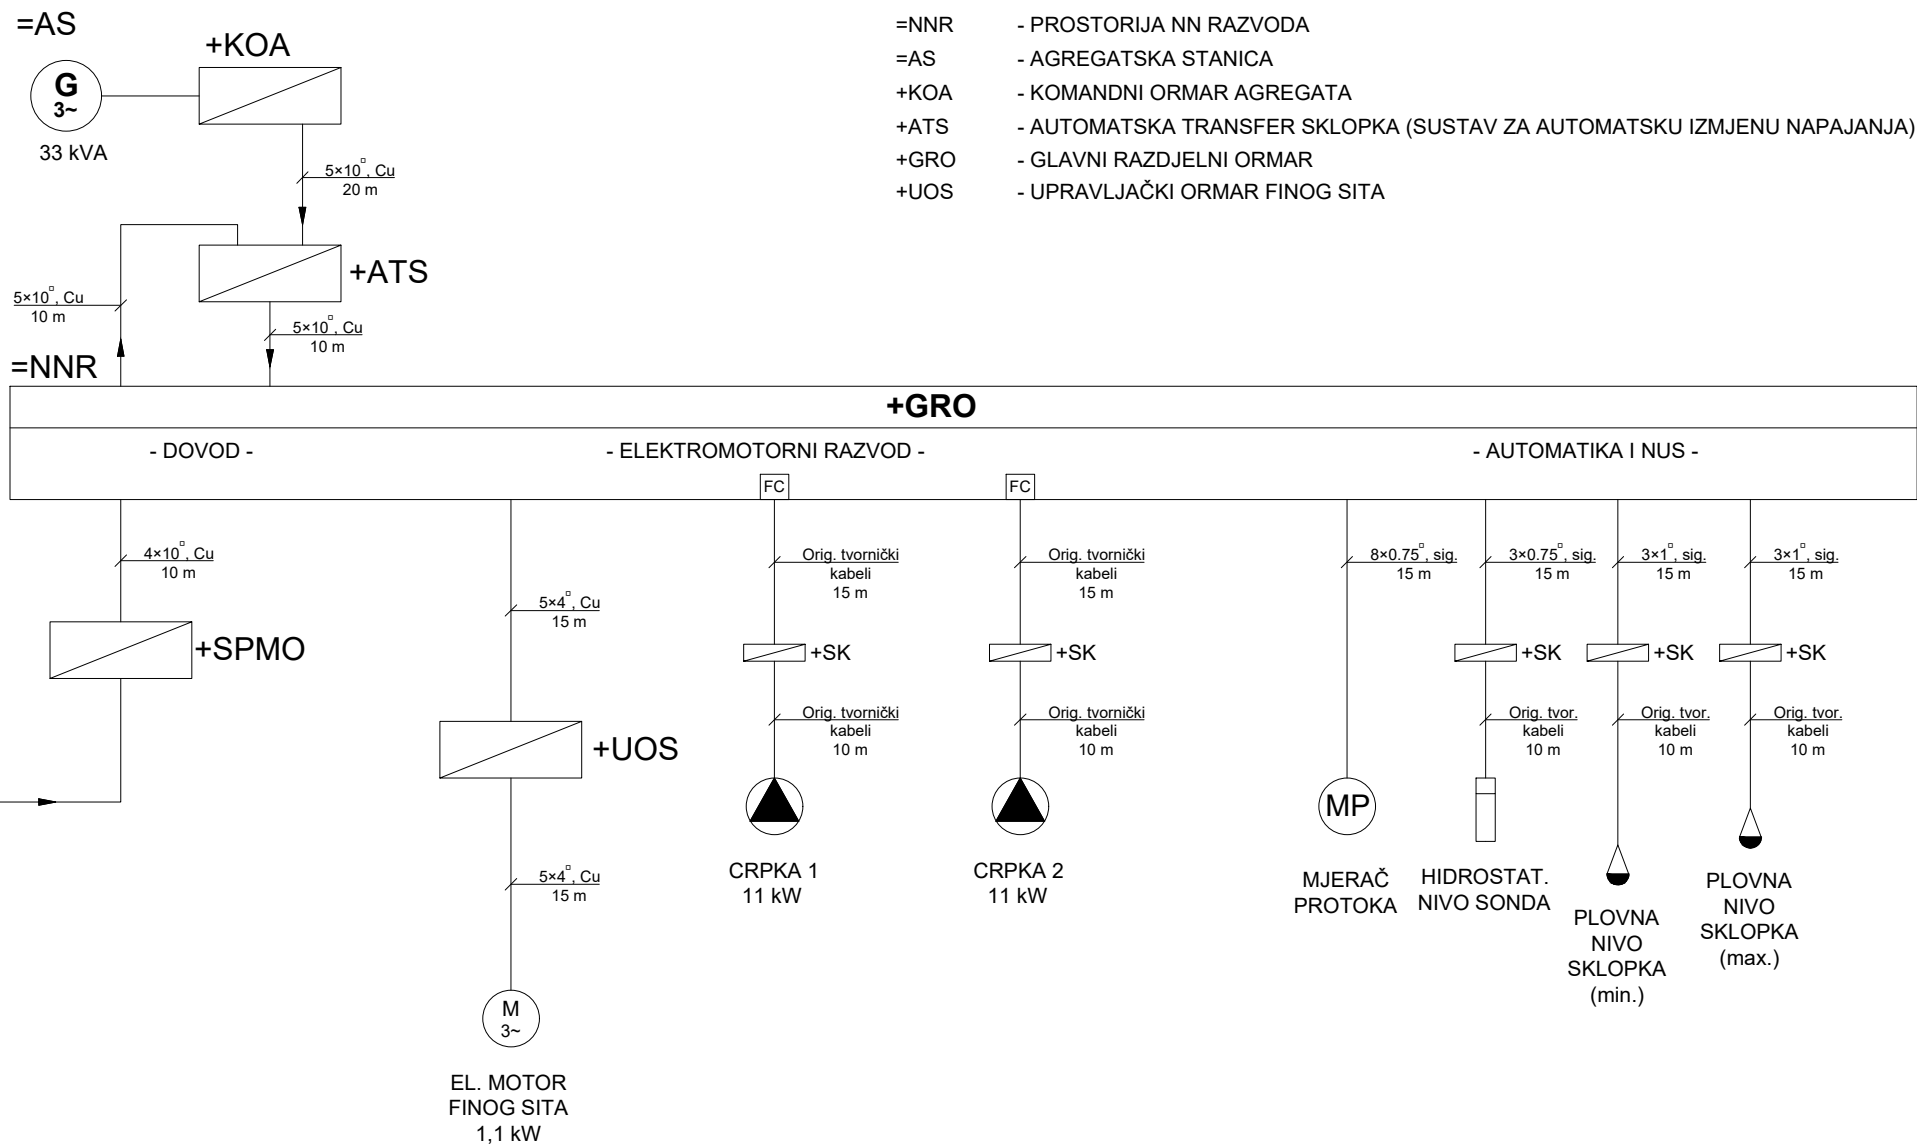 =AS
+KOA
G
3~
33 kVA
5×10□, Cu
20 m
+ATS
5×10□, Cu
10 m
5×10□, Cu
10 m
=NNR
=NNR - PROSTORIJA NN RAZVODA
=AS - AGREGATSKA STANICA
+KOA - KOMANDNI ORMAR AGREGATA
+ATS - AUTOMATSKA TRANSFER SKLOPKA (SUSTAV ZA AUTOMATSKU IZMJENU NAPAJANJA)
+GRO - GLAVNI RAZDJELNI ORMAR
+UOS - UPRAVLJAČKI ORMAR FINOG SITA
+GRO
- DOVOD -
- ELEKTROMOTORNI RAZVOD -
- AUTOMATIKA I NUS -
FC
FC
4×10□, Cu
10 m
+SPMO
5×4□, Cu
15 m
+UOS
5×4□, Cu
15 m
M
3~
EL. MOTOR
FINOG SITA
1,1 kW
Orig. tvornički
kabeli
15 m
+SK
Orig. tvornički
kabeli
10 m
CRPKA 1
11 kW
Orig. tvornički
kabeli
15 m
+SK
Orig. tvornički
kabeli
10 m
CRPKA 2
11 kW
8×0.75□, sig.
15 m
MP
MJERAČ
PROTOKA
3×0.75□, sig.
15 m
+SK
Orig. tvor.
kabeli
10 m
HIDROSTAT.
NIVO SONDA
3×1□, sig.
15 m
+SK
Orig. tvor.
kabeli
10 m
PLOVNA
NIVO
SKLOPKA
(min.)
3×1□, sig.
15 m
+SK
Orig. tvor.
kabeli
10 m
PLOVNA
NIVO
SKLOPKA
(max.)